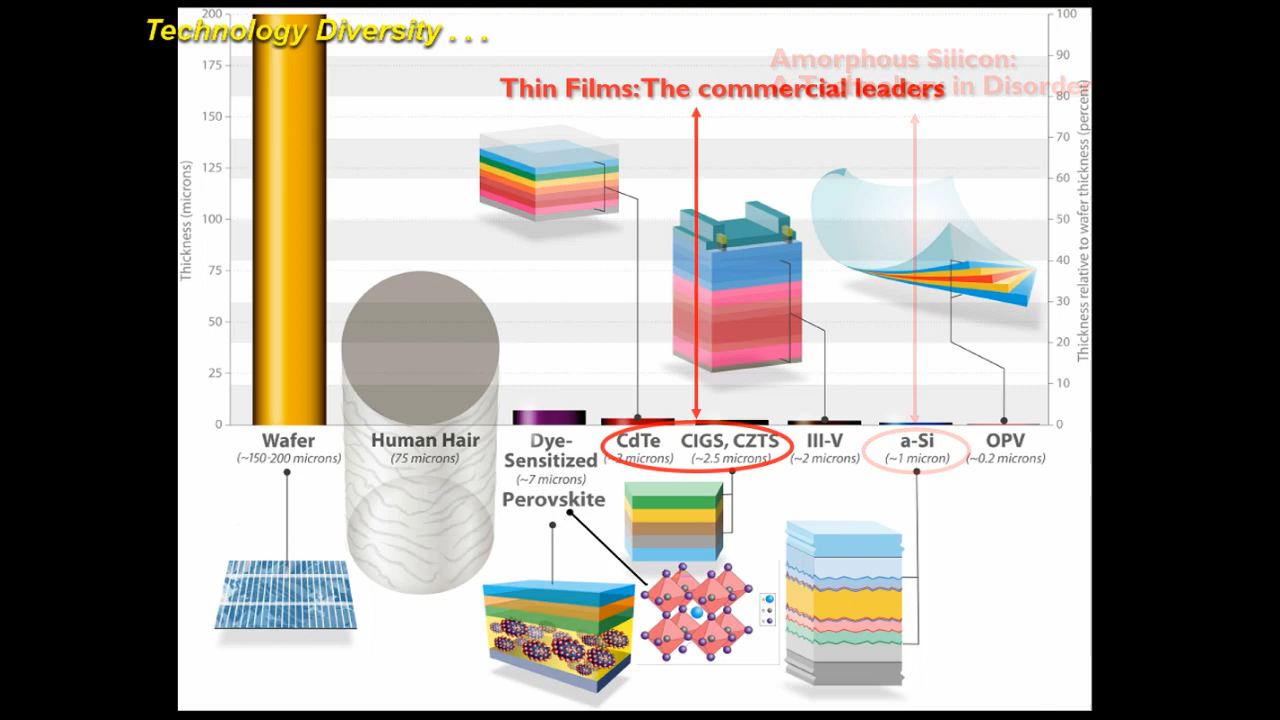 Technology Diversity . . .
Amorphous Silicon:
Thin Films: The commercial leaders
in Disorder
200
175
150
125
100
75
50
25
0
Thickness (microns)
100
90
80
70
60
50
40
30
20
10
0
Thickness relative to wafer thickness (percent)
Wafer
(~150-200 microns)
Human Hair
(75 microns)
Dye-
Sensitized
(~7 microns)
Perovskite
CdTe
3 microns)
CIGS, CZTS
(~2.5 microns)
III-V
(~2 microns)
a-Si
(~1 micron)
OPV
(~0.2 microns)